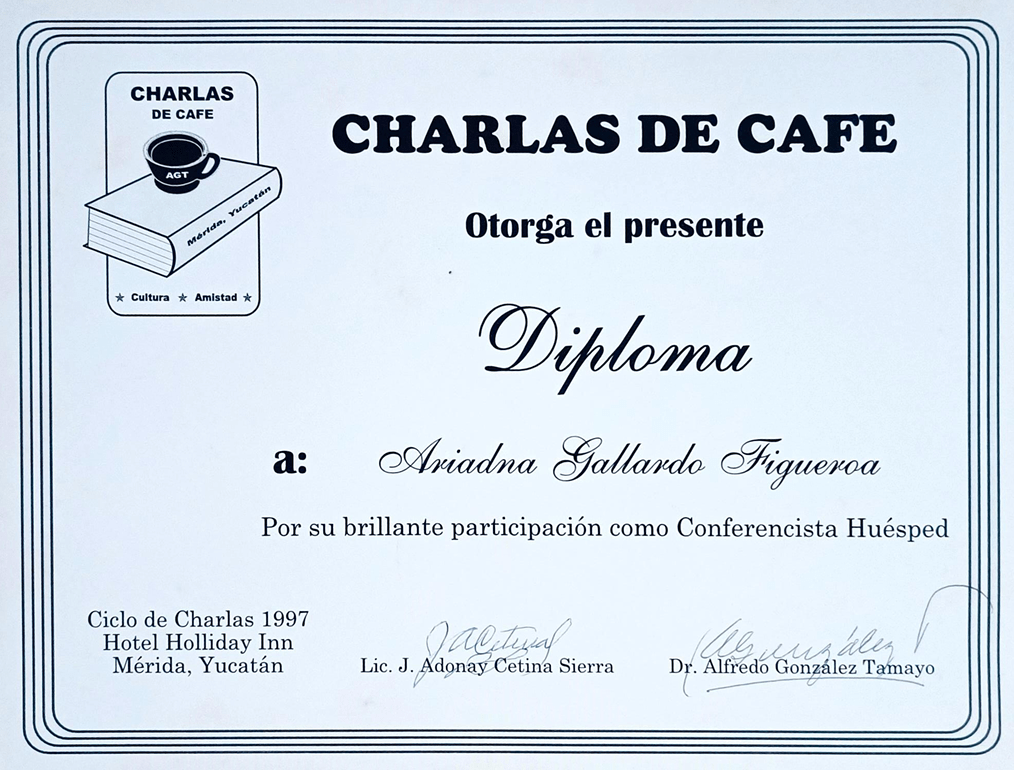 CHARLAS
DE CAFE
AGT
Mérida, Yucatán
Cultura Amistad
CHARLAS DE CAFE
Otorga el presente
Diploma
a: Ariadna Gallardo Figueroa
Por su brillante participación como Conferencista Huésped
Ciclo de Charlas 1997
Hotel Holliday Inn
Mérida, Yucatán
Lic. J. Adonay Cetina Sierra
Dr. Alfredo González Tamayo